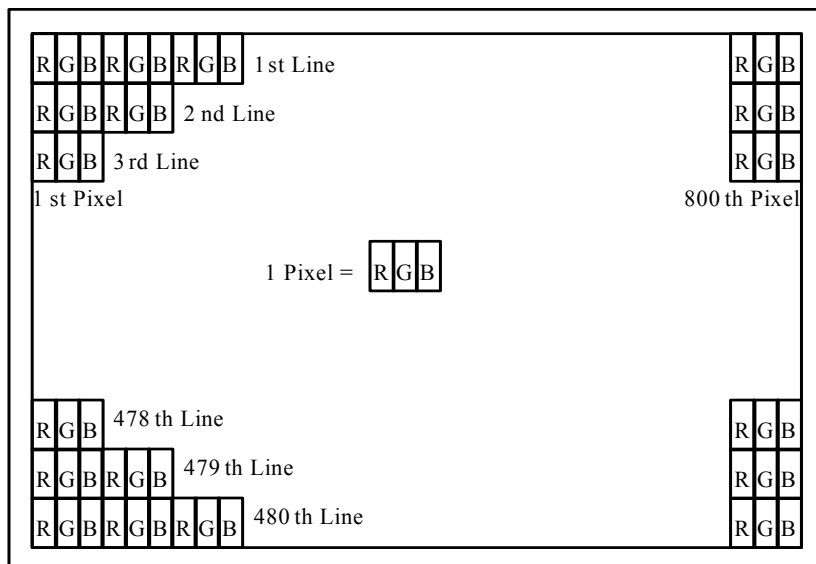 R G B R G B R G B 1 st Line R G B
R G B R G B 2 nd Line R G B
R G B 3 rd Line R G B
1 st Pixel 800 th Pixel
1 Pixel = R G B
R G B 478 th Line R G B
R G B R G B 479 th Line R G B
R G B R G B R G B 480 th Line R G B